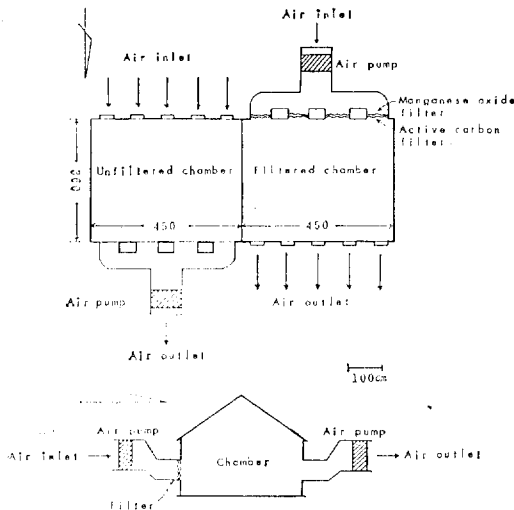 Air inlet
Air inlet
Air pump
Manganese oxide
filter
Active carbon
filter
Unfiltered chamber
Filtered chamber
450
450
Air pump
Air outlet
Air outlet
100cm
Air pump
Air pump
Air inlet
Chamber
Air outlet
Filter